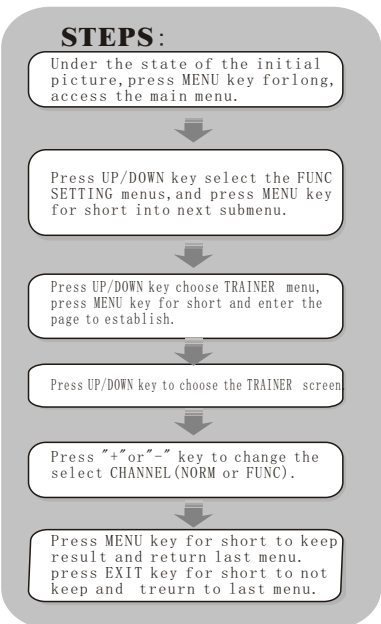 STEPS:
Under the state of the initial
picture, press MENU key forlong,
access the main menu.
Press UP/DOWN key select the FUNC
SETTING menus,and press MENU key
for short into next submenu.
Press UP/DOWN key choose TRAINER menu,
press MENU key for short and enter the
page to establish.
Press UP/DOWN key to choose the TRAINER screen.
Press "+"or"-" key to change the
select CHANNEL(NORM or FUNC).
Press MENU key for short to keep
result and return last menu.
press EXIT key for short to not
keep and treurn to last menu.